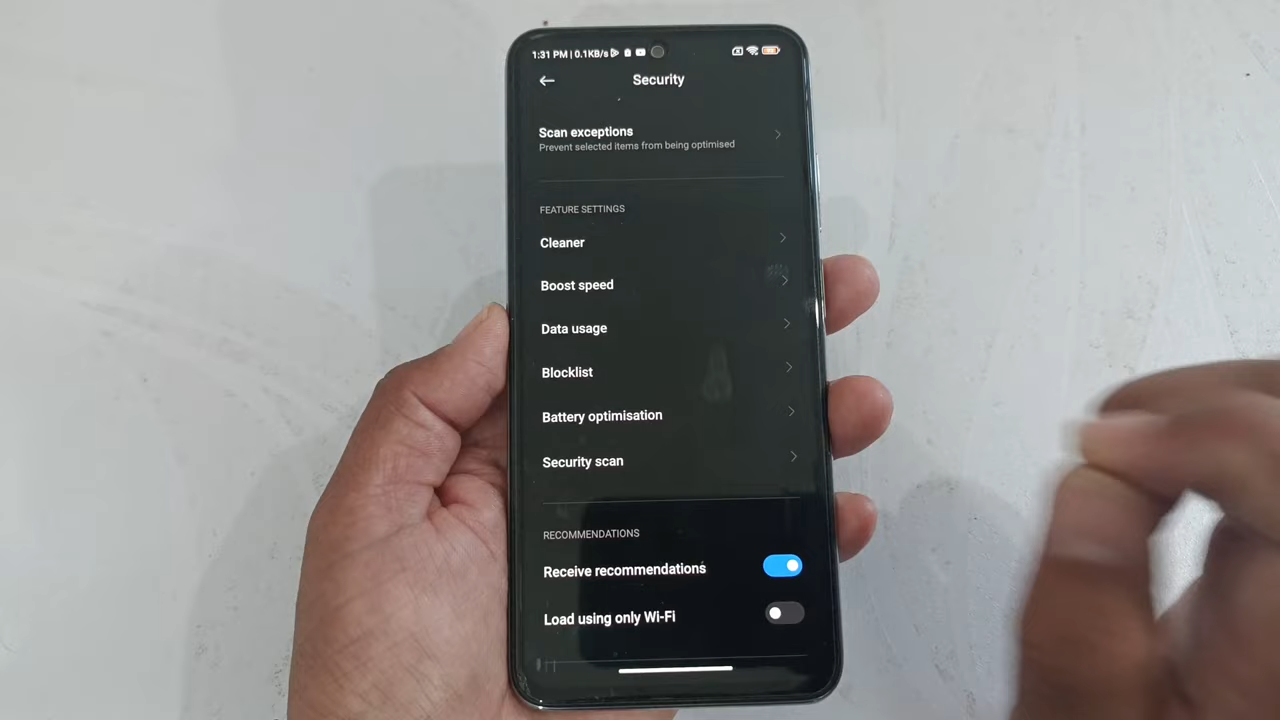 1:31 PM | 0.1KB/s
Security
Scan exceptions
Prevent selected items from being optimised
FEATURE SETTINGS
Cleaner
Boost speed
Data usage
Blocklist
Battery optimisation
Security scan
RECOMMENDATIONS
Receive recommendations
Load using only Wi-Fi